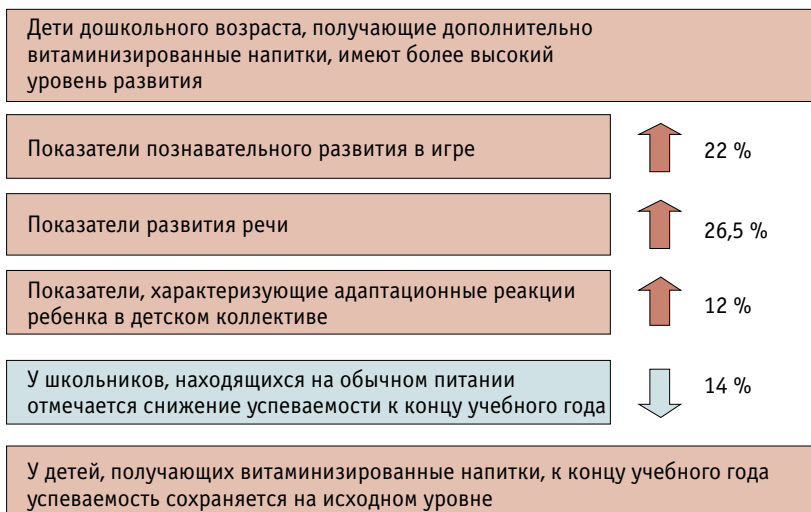 Дети дошкольного возраста, получающие дополнительно
витаминизированные напитки, имеют более высокий
уровень развития
Показатели познавательного развития в игре
22 %
Показатели развития речи
26,5 %
Показатели, характеризующие адаптационные реакции
ребенка в детском коллективе
12 %
У школьников, находящихся на обычном питании
отмечается снижение успеваемости к концу учебного года
14 %
У детей, получающих витаминизированные напитки, к концу учебного года
успеваемость сохраняется на исходном уровне